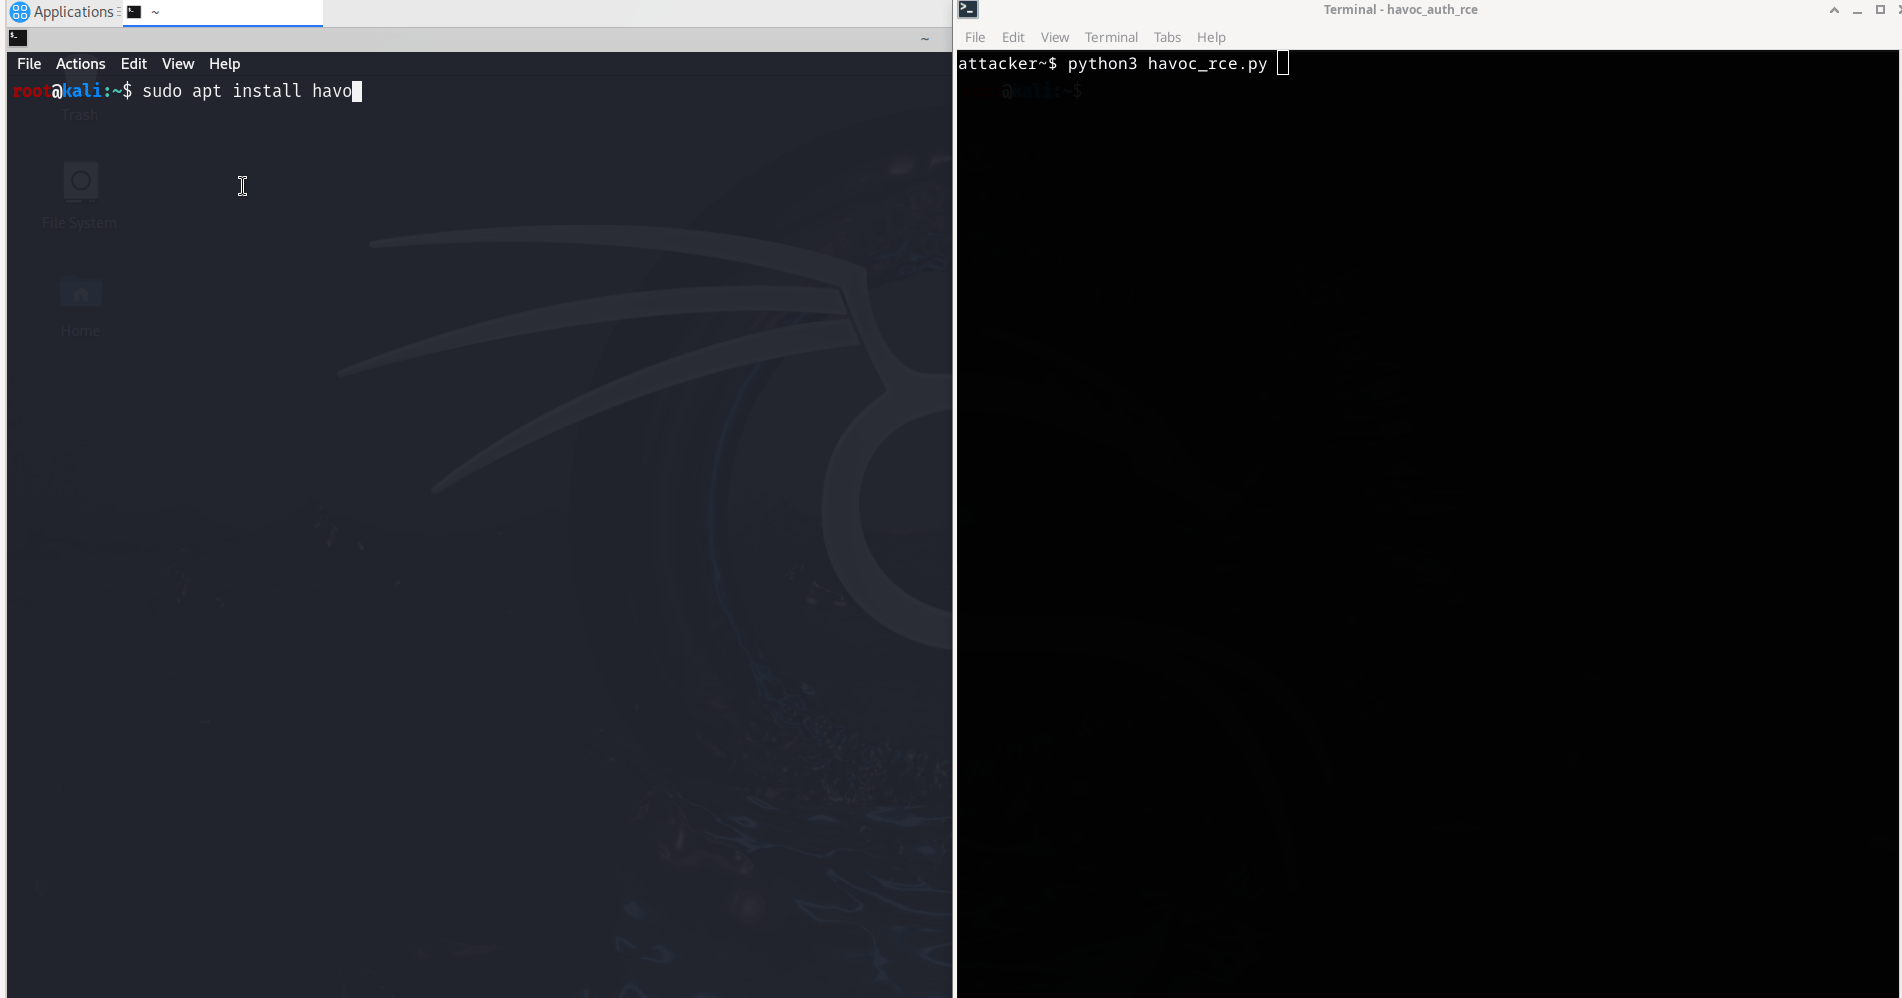 Applications
~
~
File Actions Edit View Help
root@kali:~$ sudo apt install havo
Trash
File System
Home
Terminal - havoc_auth_rce
File Edit View Terminal Tabs Help
attacker~$ python3 havoc_rce.py
@kali:~$